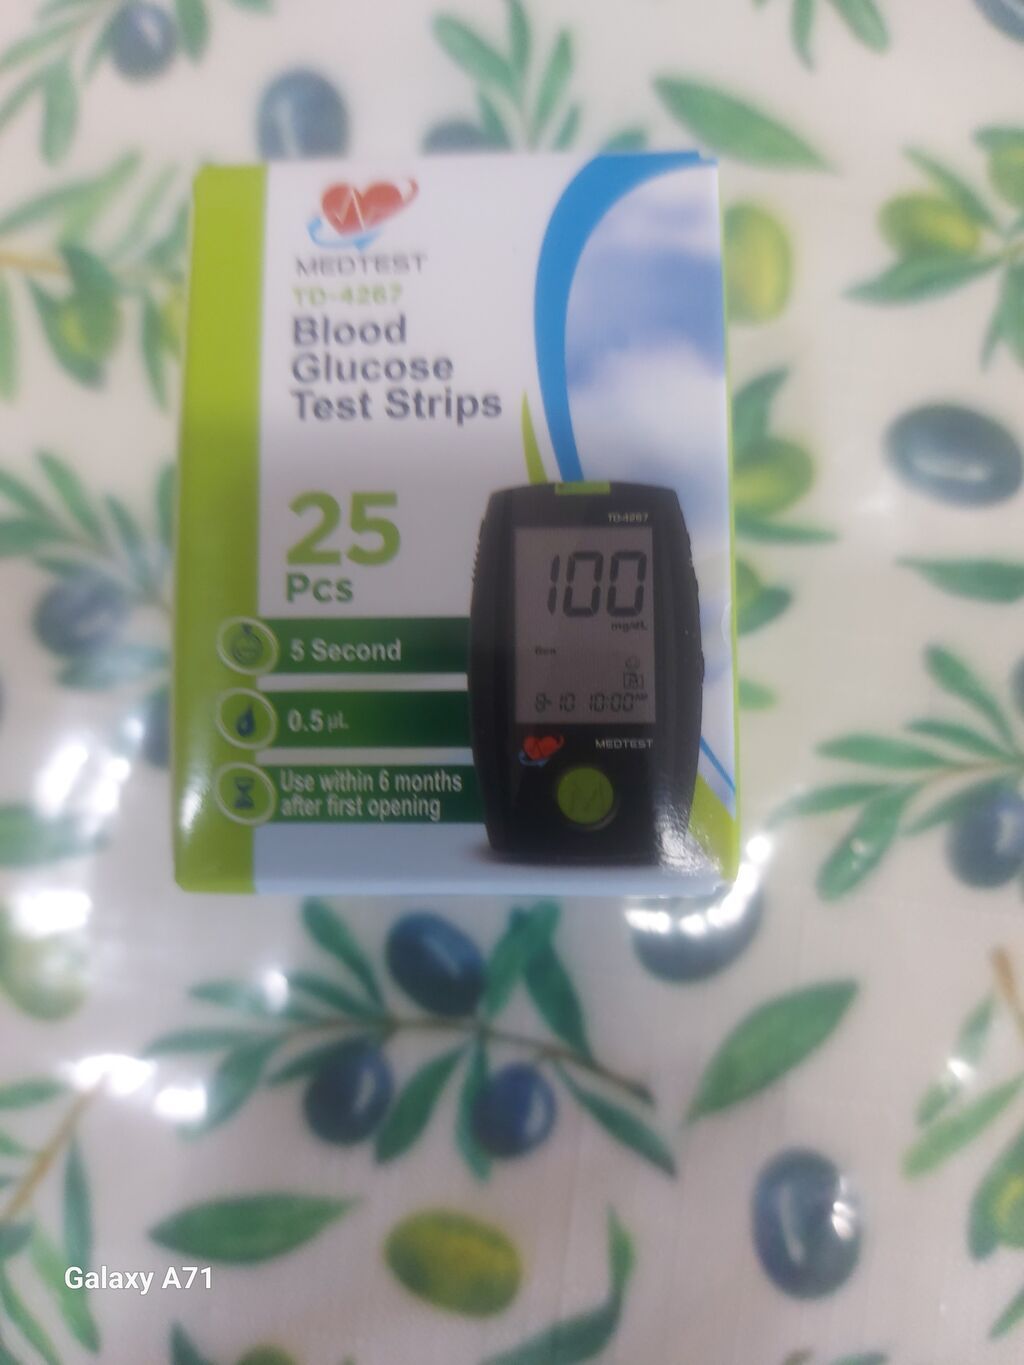 MEDTEST
TD-4267
Blood
Glucose
Test Strips
25
Pcs
5 Second
0.5 µL
Use within 6 months
after first opening
TD-4267
100
mg/dL
8-10 10:00
MEDTEST
Galaxy A71